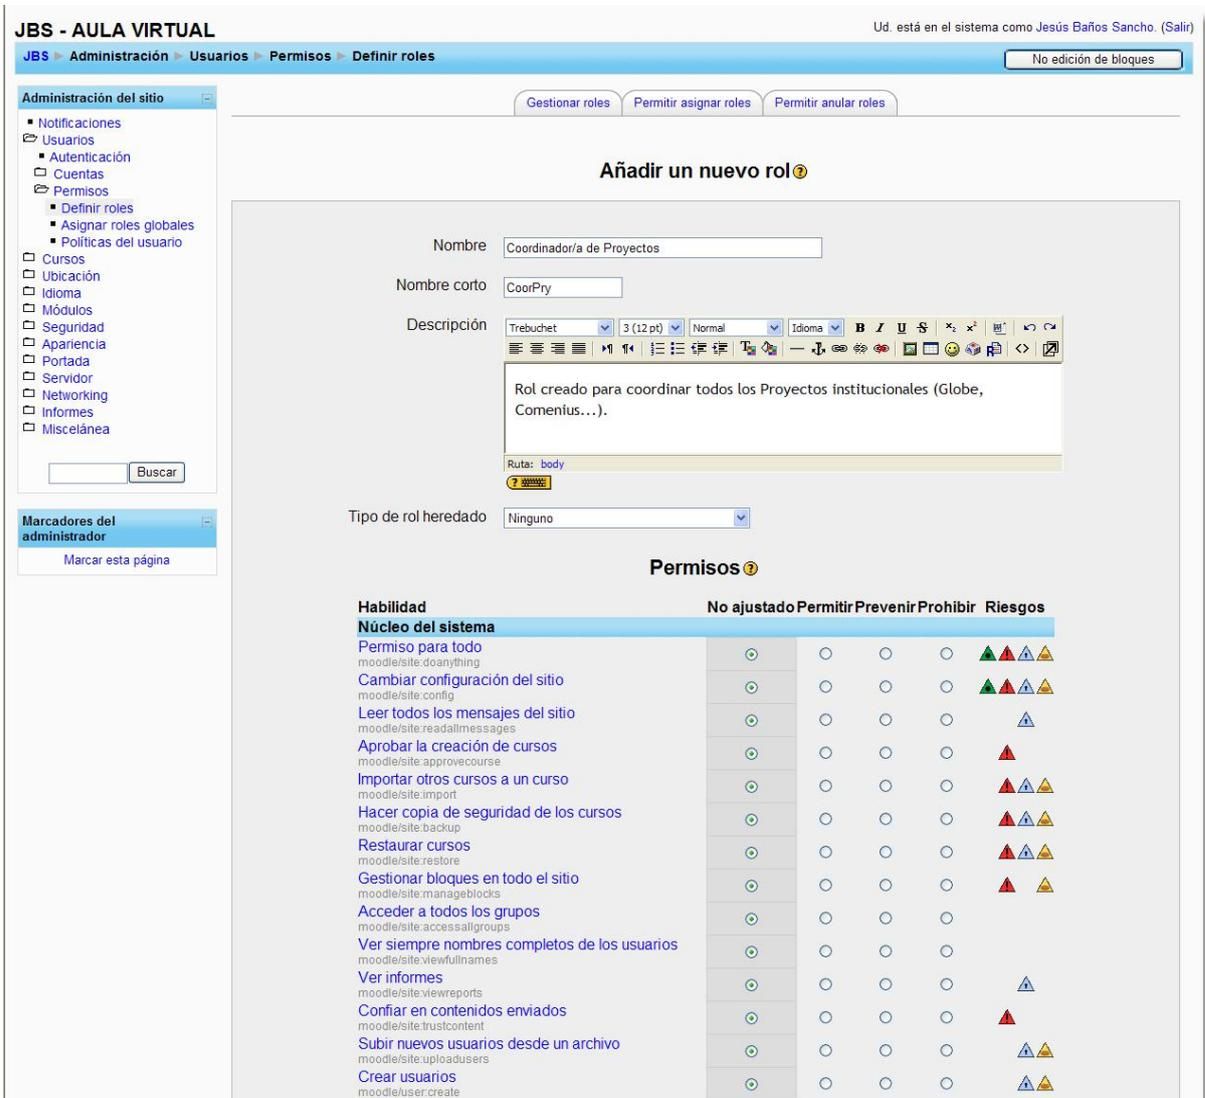 JBS - AULA VIRTUAL
Ud. está en el sistema como Jesús Baños Sancho. (Salir)
JBS Administración Usuarios Permisos Definir roles
No edición de bloques
Administración del sitio
Notificaciones
Usuarios
Autenticación
Cuentas
Permisos
Definir roles
Asignar roles globales
Políticas del usuario
Cursos
Ubicación
Idioma
Módulos
Seguridad
Apariencia
Portada
Servidor
Networking
Informes
Miscelánea
Buscar
Marcadores del
administrador
Marcar esta página
Gestionar roles Permitir asignar roles Permitir anular roles
Añadir un nuevo rol
Nombre Coordinador/a de Proyectos
Nombre corto CoorPry
Descripción
Trebuchet 3 (12 pt) Normal Idioma B I U S x₂ x²
Rol creado para coordinar todos los Proyectos institucionales (Globe,
Comenius...).
Ruta: body
Tipo de rol heredado Ninguno
Permisos
Habilidad No ajustado Permitir Prevenir Prohibir Riesgos
Núcleo del sistema
Permiso para todo
moodle/site:doanything
Cambiar configuración del sitio
moodle/site:config
Leer todos los mensajes del sitio
moodle/site:readallmessages
Aprobar la creación de cursos
moodle/site:approvecourse
Importar otros cursos a un curso
moodle/site:import
Hacer copia de seguridad de los cursos
moodle/site:backup
Restaurar cursos
moodle/site:restore
Gestionar bloques en todo el sitio
moodle/site:manageblocks
Acceder a todos los grupos
moodle/site:accessallgroups
Ver siempre nombres completos de los usuarios
moodle/site:viewfullnames
Ver informes
moodle/site:viewreports
Confiar en contenidos enviados
moodle/site:trustcontent
Subir nuevos usuarios desde un archivo
moodle/site:uploadusers
Crear usuarios
moodle/user:create